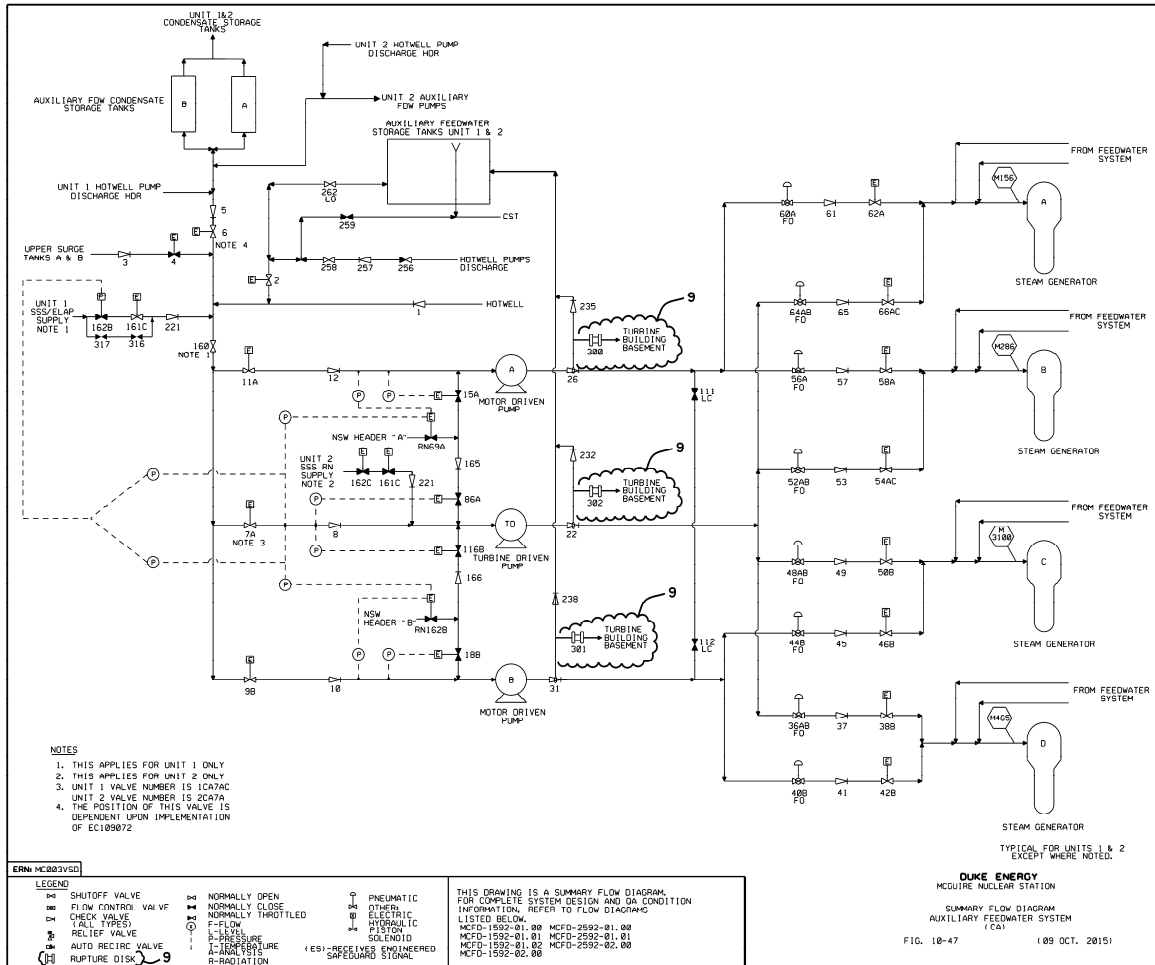 UNIT 1&2
CONDENSATE STORAGE
TANKS
UNIT 2 HOTWELL PUMP
DISCHARGE HDR
AUXILIARY FDW CONDENSATE
STORAGE TANKS
B
A
UNIT 2 AUXILIARY
FDW PUMPS
AUXILIARY FEEDWATER
STORAGE TANKS UNIT 1 & 2
UNIT 1 HOTWELL PUMP
DISCHARGE HDR
262
LO
259
CST
5
E
6
NOTE 4
UPPER SURGE
TANKS A & B
3
E
4
E
2
258
257
256
HOTWELL PUMPS
DISCHARGE
1
HOTWELL
UNIT 1
SSS/ELAP
SUPPLY
NOTE 1
P
162B
E
161C
221
317
316
160
NOTE 1
E
11A
12
P
P
E
15A
A
MOTOR DRIVEN
PUMP
26
235
300
TURBINE
BUILDING
BASEMENT
9
111
LC
P
E
NSW HEADER "A"
RN69A
165
UNIT 2
SSS RN
SUPPLY
NOTE 2
E
162C
E
161C
221
P
E
86A
P
P
E
7A
NOTE 3
8
TD
TURBINE DRIVEN
PUMP
22
232
302
TURBINE
BUILDING
BASEMENT
9
P
E
116B
P
166
E
NSW
HEADER "B"
RN162B
P
P
E
18B
E
9B
10
B
MOTOR DRIVEN
PUMP
31
238
301
TURBINE
BUILDING
BASEMENT
9
112
LC
60A
FO
61
E
62A
M156
FROM FEEDWATER
SYSTEM
A
STEAM GENERATOR
64AB
FO
65
E
66AC
56A
FO
57
E
58A
M286
FROM FEEDWATER
SYSTEM
B
STEAM GENERATOR
52AB
FO
53
E
54AC
48AB
FO
49
E
50B
M
3100
FROM FEEDWATER
SYSTEM
C
STEAM GENERATOR
44B
FO
45
E
46B
36AB
FO
37
E
38B
M405
FROM FEEDWATER
SYSTEM
D
STEAM GENERATOR
40B
FO
41
E
42B
NOTES
1. THIS APPLIES FOR UNIT 1 ONLY
2. THIS APPLIES FOR UNIT 2 ONLY
3. UNIT 1 VALVE NUMBER IS 1CA7AC
UNIT 2 VALVE NUMBER IS 2CA7A
4. THE POSITION OF THIS VALVE IS
DEPENDENT UPON IMPLEMENTATION
OF EC109072
TYPICAL FOR UNITS 1 & 2
EXCEPT WHERE NOTED.
ERN: MC003VSD
LEGEND
SHUTOFF VALVE
FLOW CONTROL VALVE
CHECK VALVE
(ALL TYPES)
RELIEF VALVE
AUTO RECIRC VALVE
RUPTURE DISK
9
NORMALLY OPEN
NORMALLY CLOSE
NORMALLY THROTTLED
F-FLOW
L-LEVEL
P-PRESSURE
T-TEMPERATURE
A-ANALYSIS
R-RADIATION
PNEUMATIC
OTHER:
ELECTRIC
HYDRAULIC
PISTON
SOLENOID
(ES)-RECEIVES ENGINEERED
SAFEGUARD SIGNAL
THIS DRAWING IS A SUMMARY FLOW DIAGRAM.
FOR COMPLETE SYSTEM DESIGN AND QA CONDITION
INFORMATION, REFER TO FLOW DIAGRAMS
LISTED BELOW.
MCFD-1592-01.00 MCFD-2592-01.00
MCFD-1592-01.01 MCFD-2592-01.01
MCFD-1592-01.02 MCFD-2592-02.00
MCFD-1592-02.00
DUKE ENERGY
MCGUIRE NUCLEAR STATION
SUMMARY FLOW DIAGRAM
AUXILIARY FEEDWATER SYSTEM
(CA)
FIG. 10-47 (09 OCT. 2015)